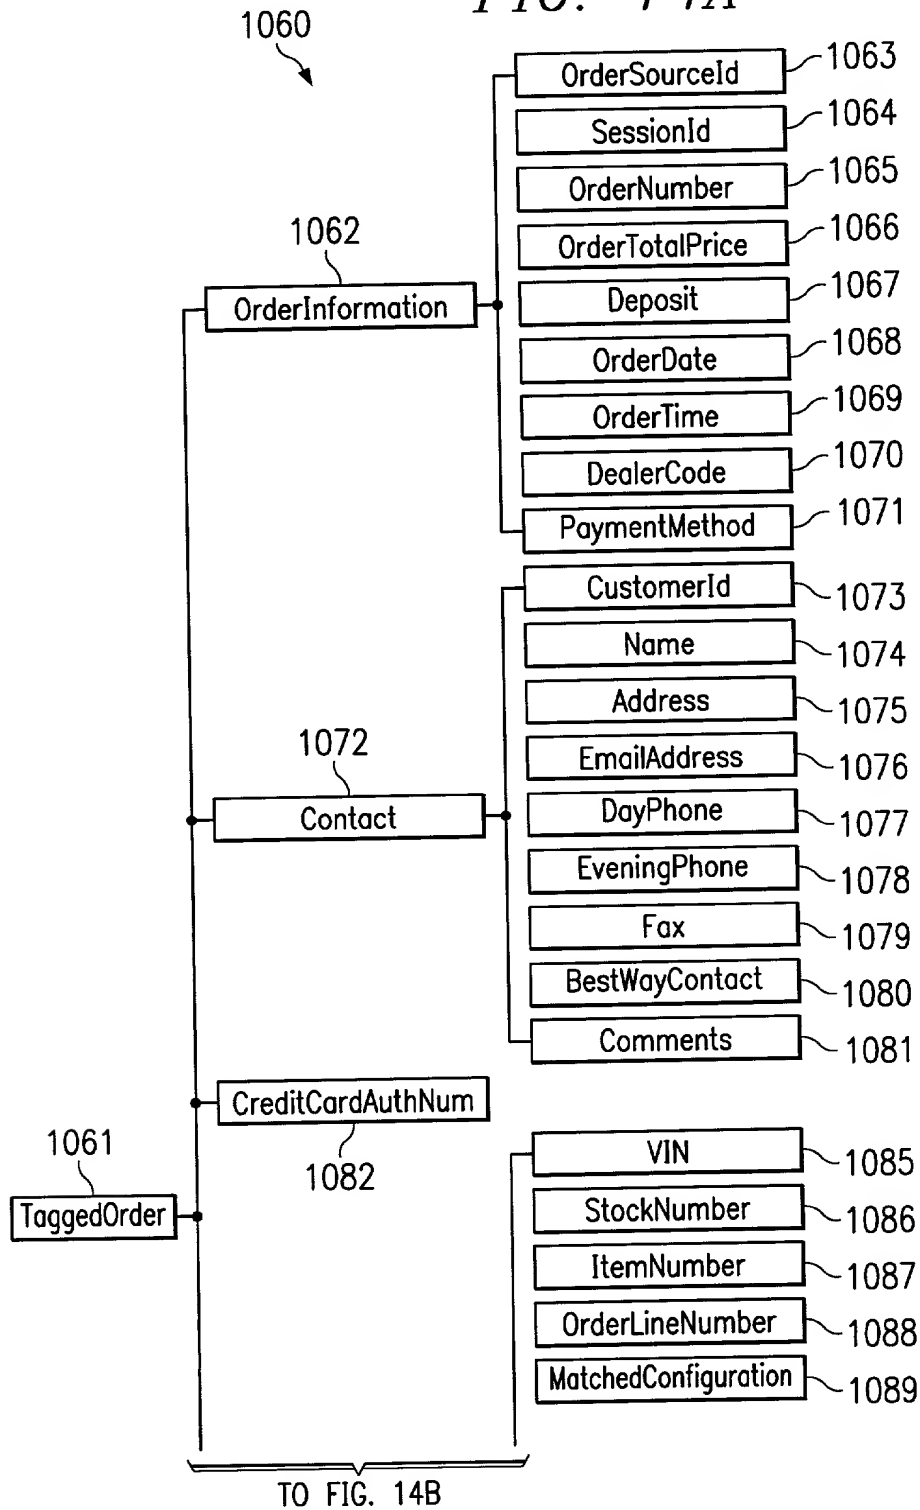 1060
1063
OrderSourceId
1064
SessionId
1065
OrderNumber
1066
OrderTotalPrice
1062
OrderInformation
1067
Deposit
1068
OrderDate
1069
OrderTime
1070
DealerCode
1071
PaymentMethod
CustomerId
1073
Name
1074
Address
1075
EmailAddress
1076
1072
Contact
DayPhone
1077
EveningPhone
1078
Fax
1079
BestWayContact
1080
Comments
1081
CreditCardAuthNum
1082
1061
TaggedOrder
VIN
1085
StockNumber
1086
ItemNumber
1087
OrderLineNumber
1088
MatchedConfiguration
1089
TO FIG. 14B